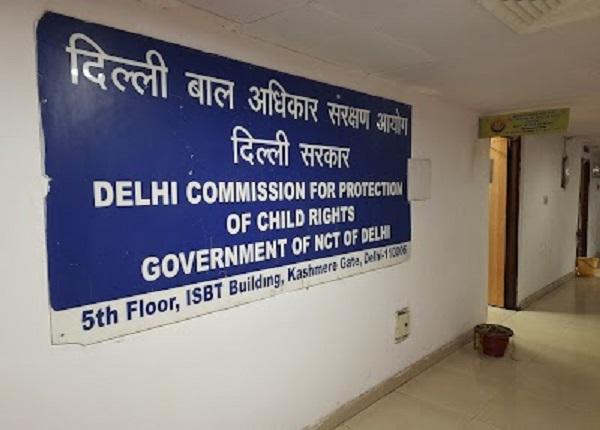 दिल्ली बाल अधिकार संरक्षण आयोग
दिल्ली सरकार
DELHI COMMISSION FOR PROTECTION
OF CHILD RIGHTS
GOVERNMENT OF NCT OF DELHI
5th Floor, ISBT Building, Kashmere Gate, Delhi-110006